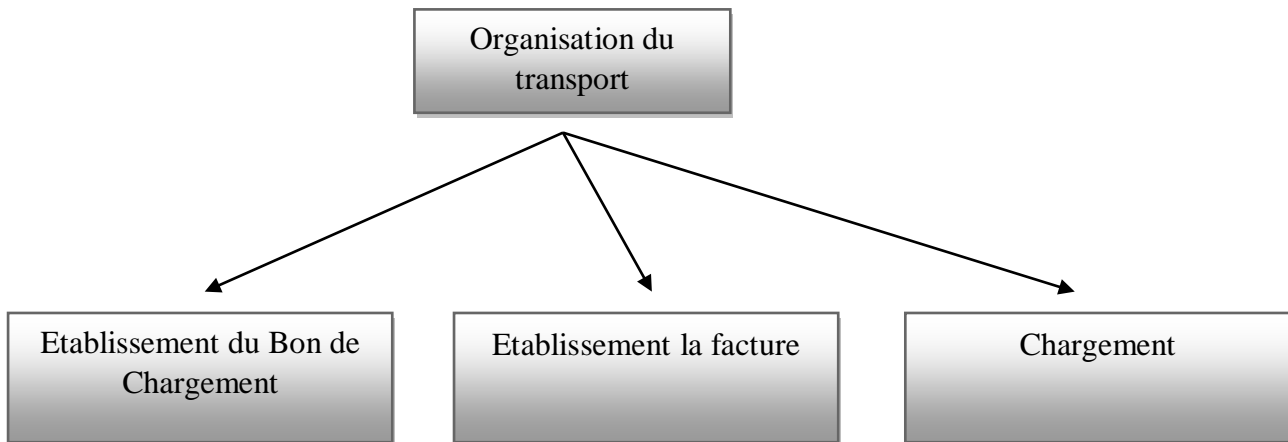 Organisation du
transport
Etablissement du Bon de
Chargement
Etablissement la facture
Chargement